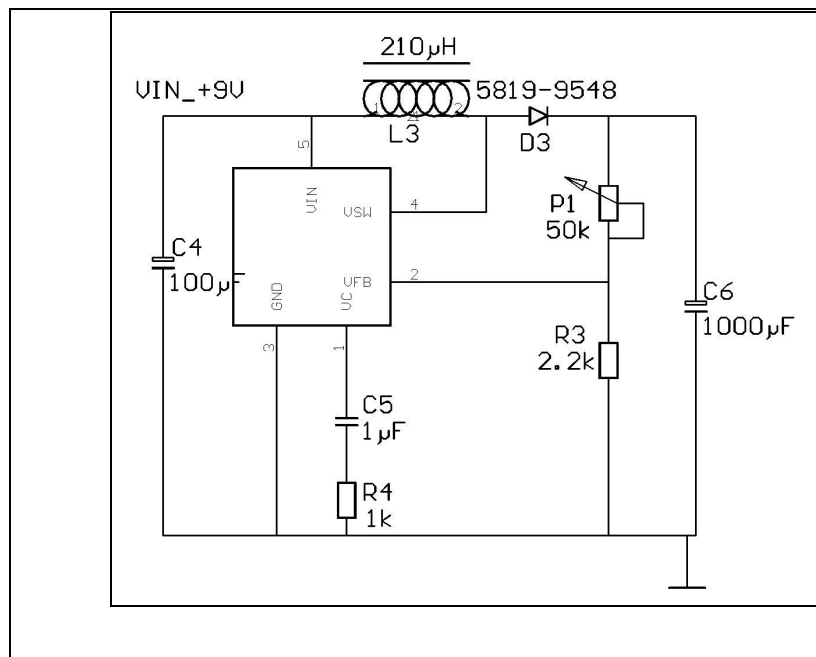 210µH
VIN_+9V
5819-9548
1
2
L3
D3
5
VIN
VSW
4
P1
50k
C4
100µF
GND
VC
VFB
2
C6
1000µF
3
1
R3
2.2k
C5
1µF
R4
1k